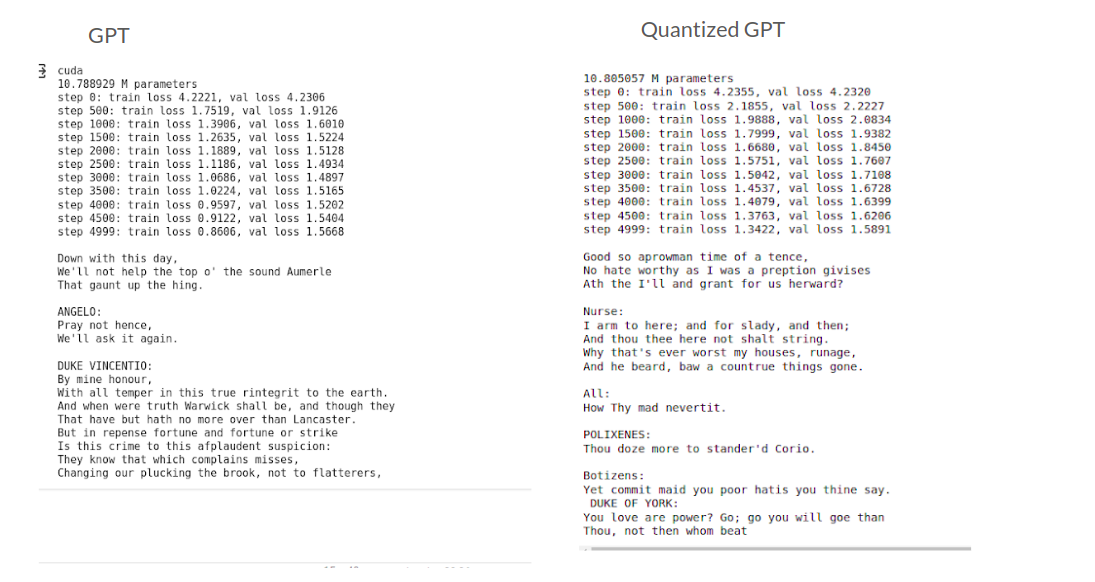 GPT
cuda
10.788929 M parameters
step 0: train loss 4.2221, val loss 4.2306
step 500: train loss 1.7519, val loss 1.9126
step 1000: train loss 1.3906, val loss 1.6010
step 1500: train loss 1.2635, val loss 1.5224
step 2000: train loss 1.1889, val loss 1.5128
step 2500: train loss 1.1186, val loss 1.4934
step 3000: train loss 1.0686, val loss 1.4897
step 3500: train loss 1.0224, val loss 1.5165
step 4000: train loss 0.9597, val loss 1.5202
step 4500: train loss 0.9122, val loss 1.5404
step 4999: train loss 0.8606, val loss 1.5668
Down with this day,
We'll not help the top o' the sound Aumerle
That gaunt up the hing.
ANGELO:
Pray not hence,
We'll ask it again.
DUKE VINCENTIO:
By mine honour,
With all temper in this true rintegrit to the earth.
And when were truth Warwick shall be, and though they
That have but hath no more over than Lancaster.
But in repense fortune and fortune or strike
Is this crime to this afplaudent suspicion:
They know that which complains misses,
Changing our plucking the brook, not to flatterers,
Quantized GPT
10.805057 M parameters
step 0: train loss 4.2355, val loss 4.2320
step 500: train loss 2.1855, val loss 2.2227
step 1000: train loss 1.9888, val loss 2.0834
step 1500: train loss 1.7999, val loss 1.9382
step 2000: train loss 1.6680, val loss 1.8450
step 2500: train loss 1.5751, val loss 1.7607
step 3000: train loss 1.5042, val loss 1.7108
step 3500: train loss 1.4537, val loss 1.6728
step 4000: train loss 1.4079, val loss 1.6399
step 4500: train loss 1.3763, val loss 1.6206
step 4999: train loss 1.3422, val loss 1.5891
Good so aprowman time of a tence,
No hate worthy as I was a preption givises
Ath the I'll and grant for us herward?
Nurse:
I arm to here; and for slady, and then;
And thou thee here not shalt string.
Why that's ever worst my houses, runage,
And he beard, baw a countrue things gone.
All:
How Thy mad nevertit.
POLIXENES:
Thou doze more to stander'd Corio.
Botizens:
Yet commit maid you poor hatis you thine say.
DUKE OF YORK:
You love are power? Go; go you will goe than
Thou, not then whom beat